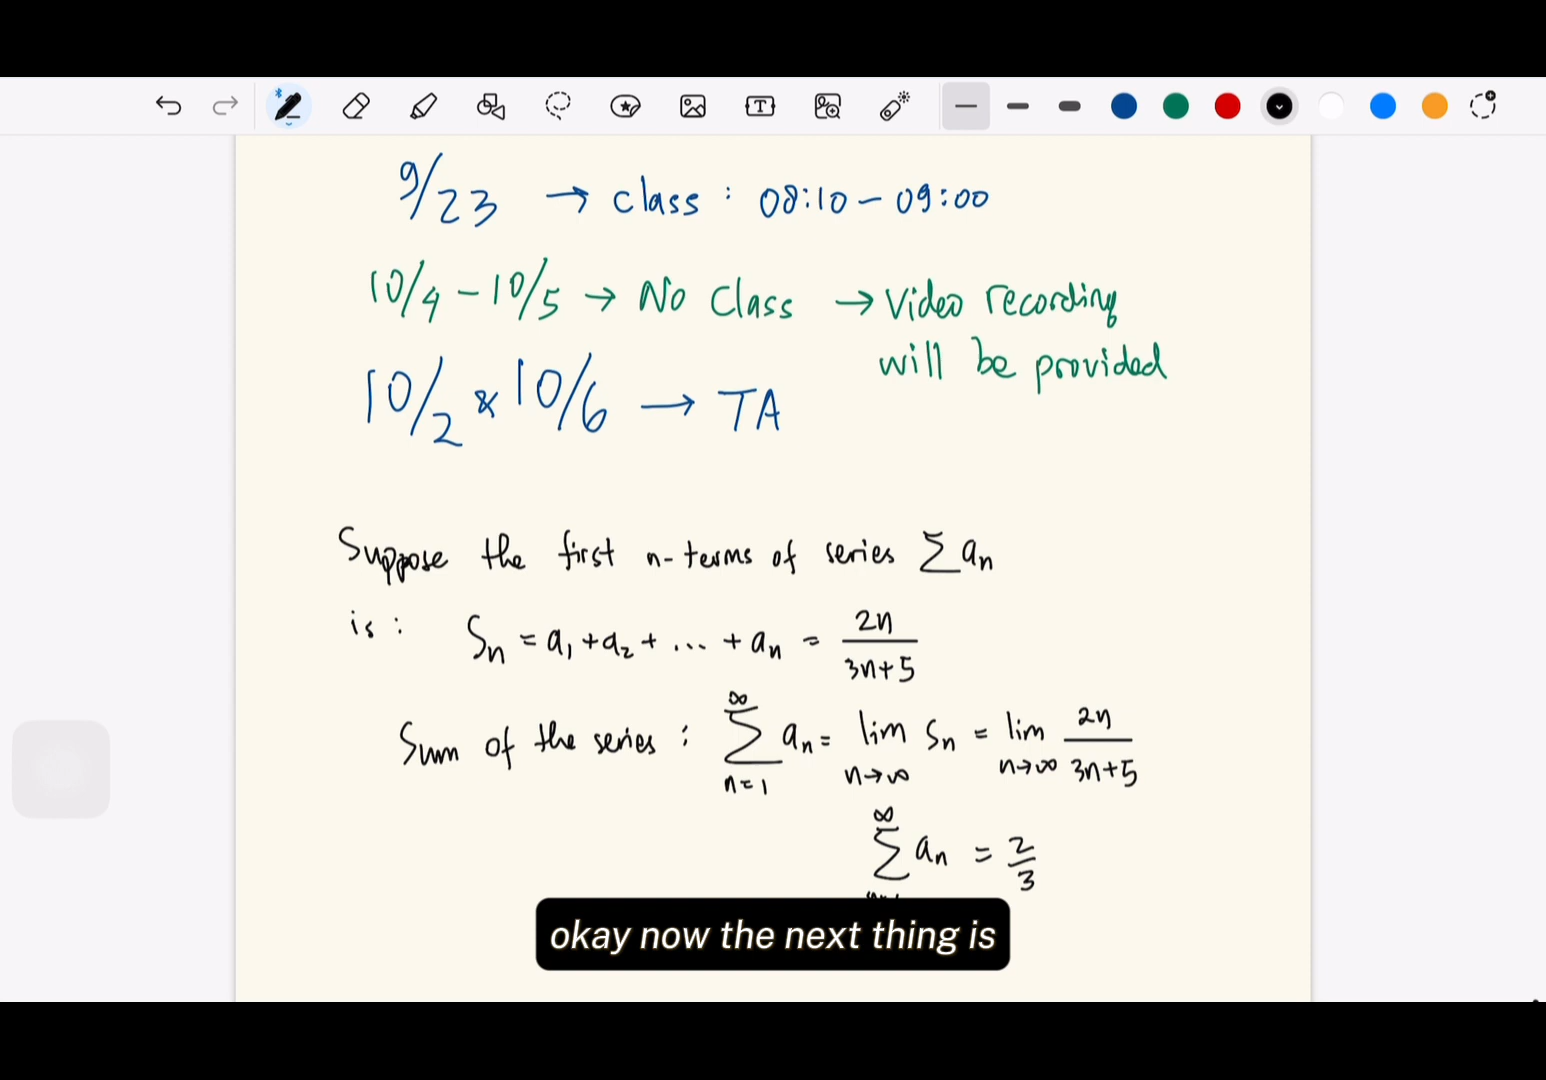 9/23 → class : 08:10 – 09:00
10/4 – 10/5 → No Class → Video recording
will be provided
10/2 & 10/6 → TA
Suppose the first n-terms of series ∑ aₙ
is : Sₙ = a₁ + a₂ + ... + aₙ = 2n / 3n+5
Sum of the series : ∞ ∑ n=1 aₙ = lim n→∞ Sₙ = lim n→∞ 2n / 3n+5
∞ ∑ aₙ = 2/3
okay now the next thing is